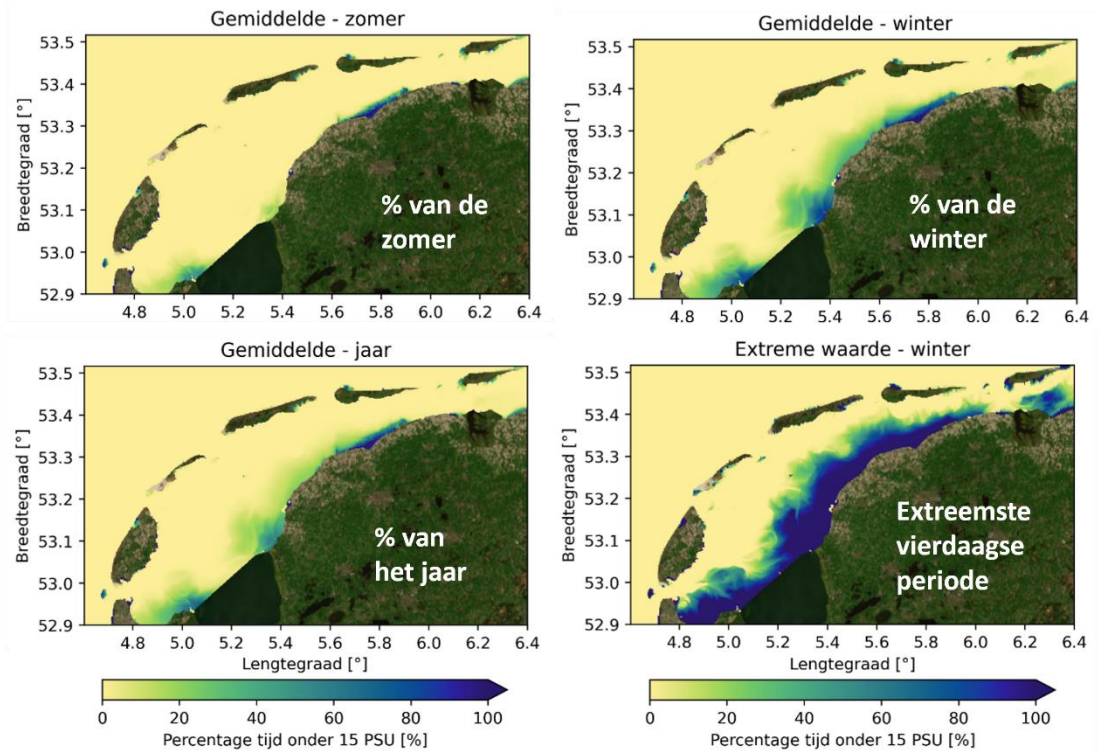 Gemiddelde - zomer
53.5
53.4
53.3
53.2
53.1
53.0
52.9
Breedtegraad [°]
% van de
zomer
4.8 5.0 5.2 5.4 5.6 5.8 6.0 6.2 6.4
Gemiddelde - winter
53.5
53.4
53.3
53.2
53.1
53.0
52.9
Breedtegraad [°]
% van de
winter
4.8 5.0 5.2 5.4 5.6 5.8 6.0 6.2 6.4
Gemiddelde - jaar
53.5
53.4
53.3
53.2
53.1
53.0
52.9
Breedtegraad [°]
% van
het jaar
4.8 5.0 5.2 5.4 5.6 5.8 6.0 6.2 6.4
Lengtegraad [°]
0 20 40 60 80 100
Percentage tijd onder 15 PSU [%]
Extreme waarde - winter
53.5
53.4
53.3
53.2
53.1
53.0
52.9
Breedtegraad [°]
Extreemste
vierdaagse
periode
4.8 5.0 5.2 5.4 5.6 5.8 6.0 6.2 6.4
Lengtegraad [°]
0 20 40 60 80 100
Percentage tijd onder 15 PSU [%]